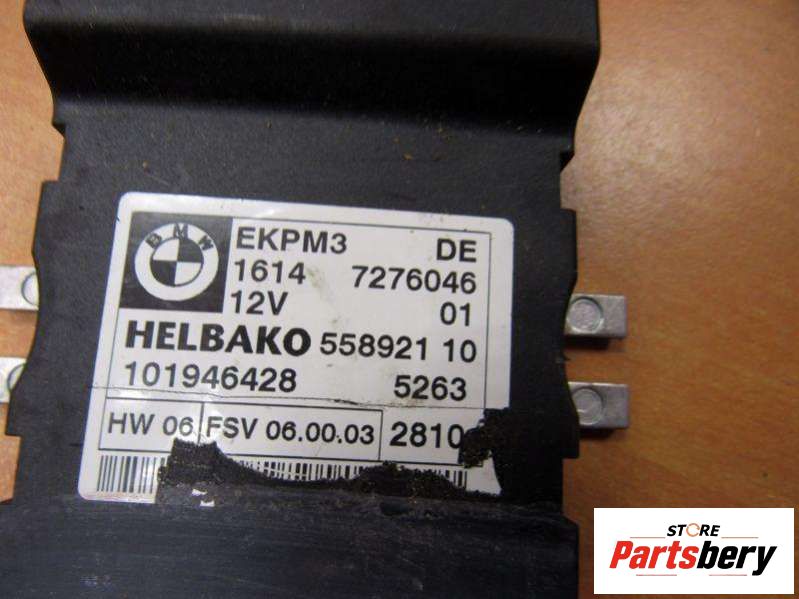 BMW
EKPM3 DE
1614 7276046
12V 01
HELBAKO 558921 10
101946428 5263
HW 06 FSV 06.00.03 2810
STORE
Partsbery